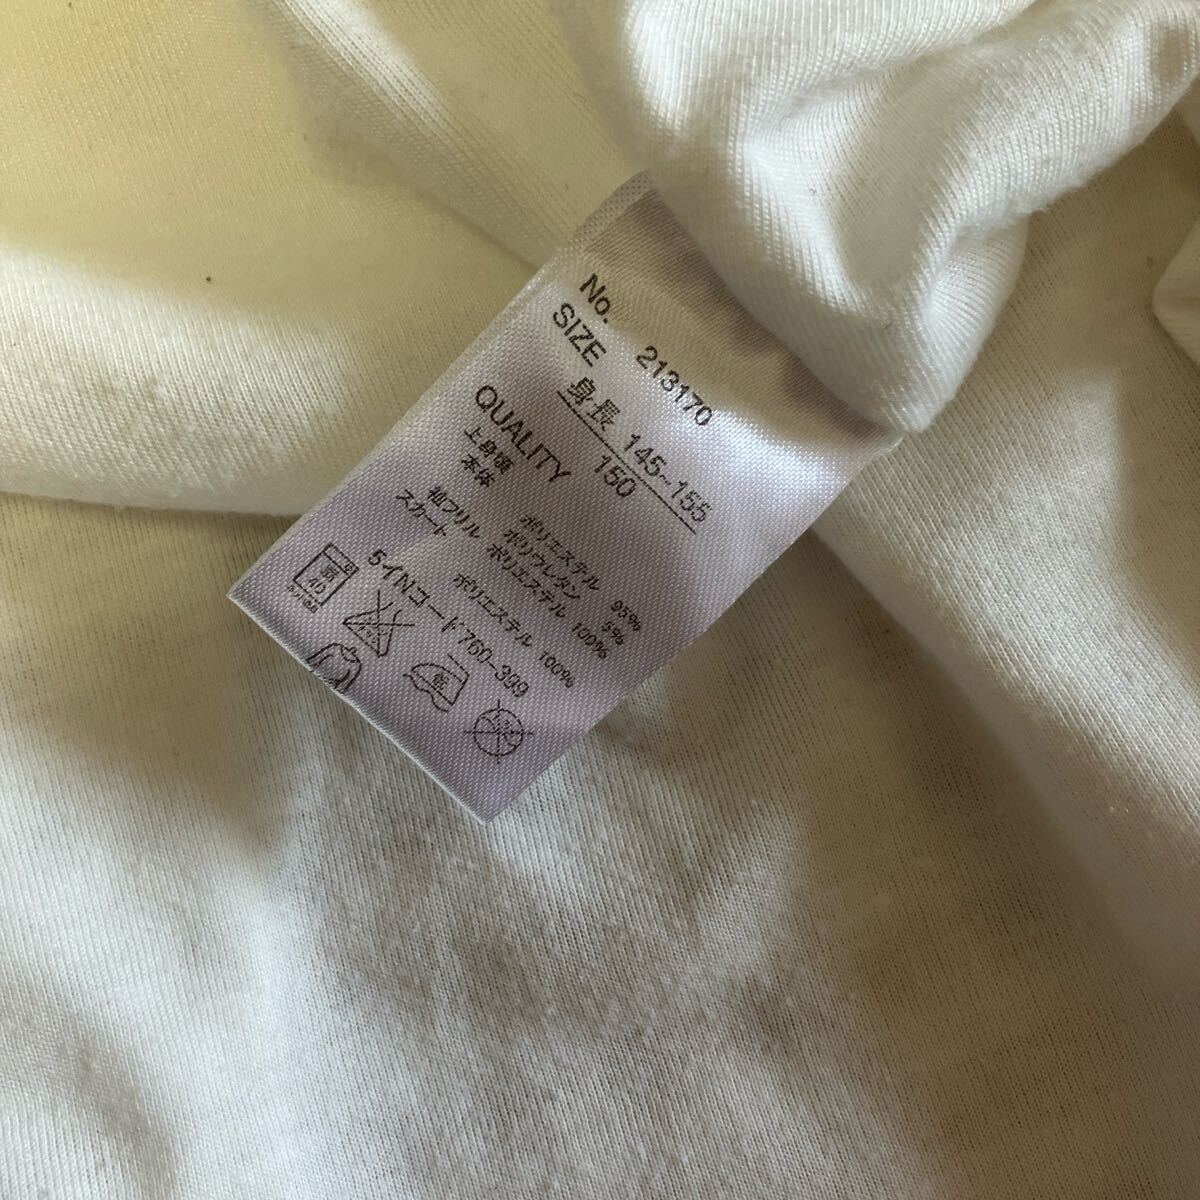 No. 213170
SIZE 身長 145~155
150
QUALITY
上身頃
本体 ポリエステル 95%
ポリウレタン 5%
袖フリル ポリエステル 100%
スカート ポリエステル 100%
5イNコード760-399
40
低